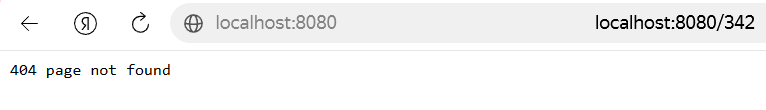 Я localhost:8080 localhost:8080/342
404 page not found